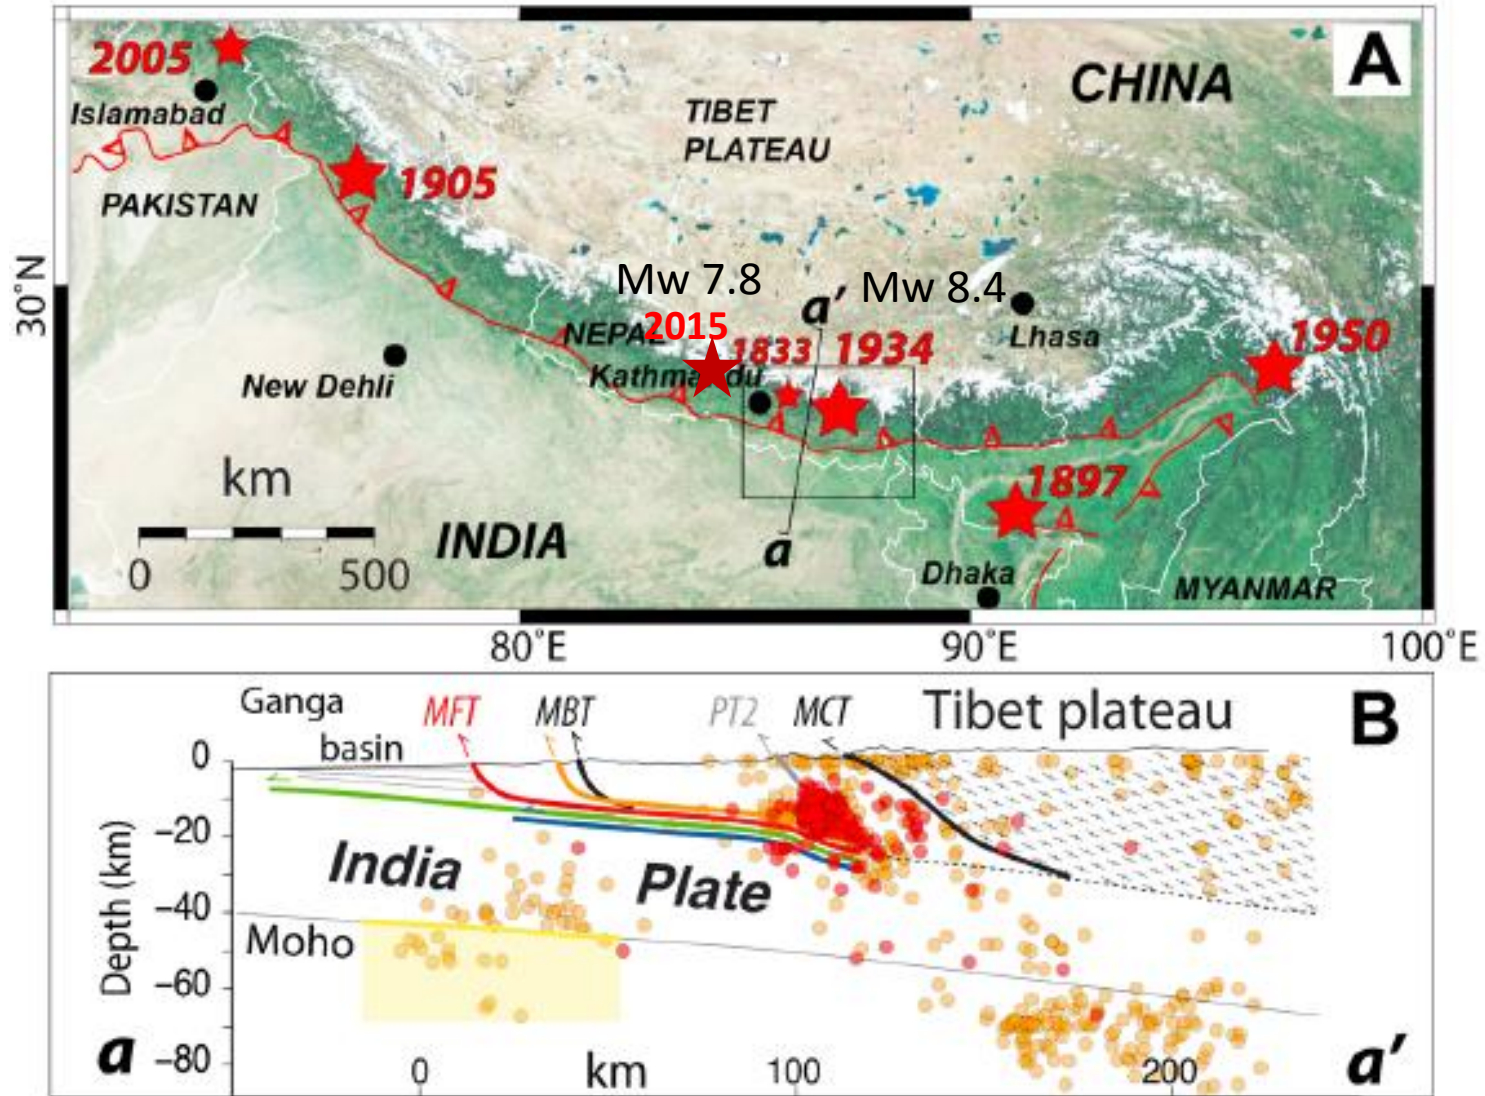 A
2005
Islamabad
PAKISTAN
1905
TIBET
PLATEAU
CHINA
30°N
Mw 7.8
Mw 8.4
a'
NEPAL
2015
1833
1934
Lhasa
1950
Kathmandu
New Dehli
km
0 500
INDIA
1897
a
Dhaka
MYANMAR
80°E
90°E
100°E
B
Ganga
basin
MFT
MBT
PT2
MCT
Tibet plateau
Depth (km)
0
−20
−40
−60
−80
India
Plate
Moho
a
0
km
100
200
a'